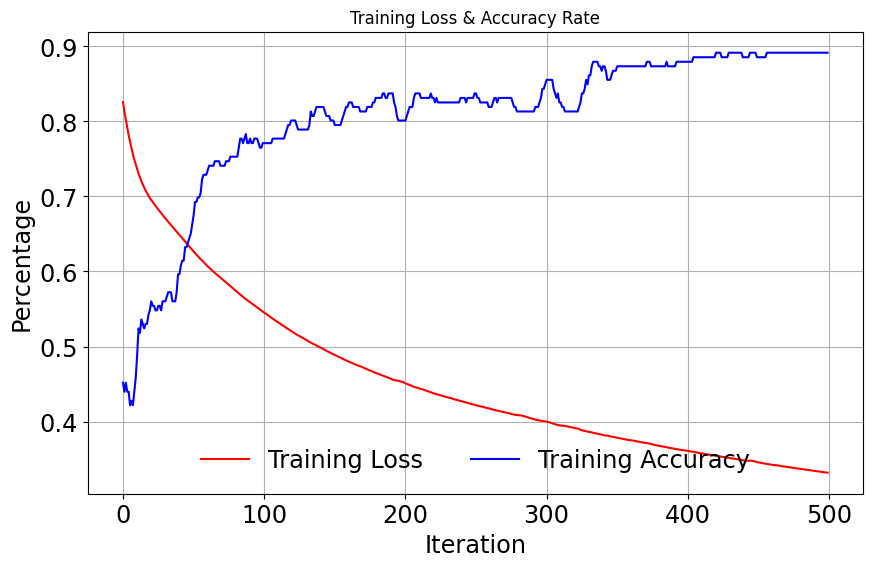 Training Loss & Accuracy Rate
0.9
0.8
0.7
0.6
0.5
0.4
Percentage
Training Loss Training Accuracy
0 100 200 300 400 500
Iteration